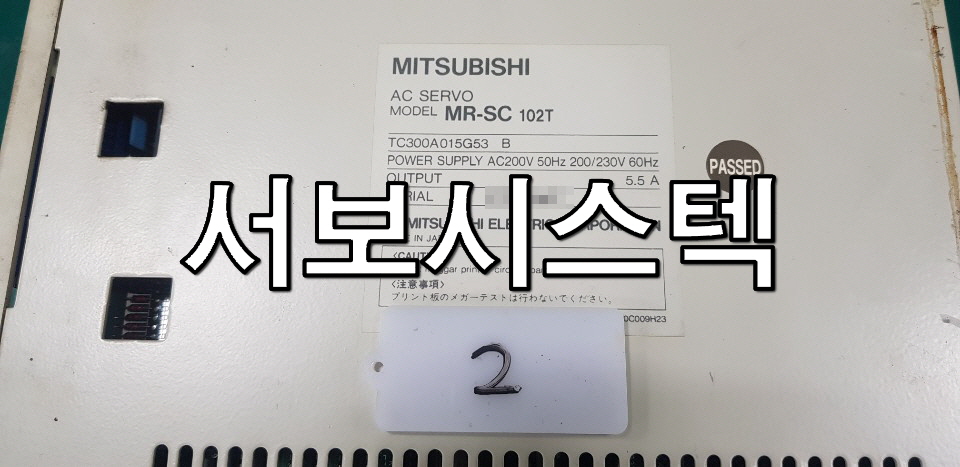 MITSUBISHI
AC SERVO
MODEL MR-SC 102T
TC300A015G53 B
POWER SUPPLY AC200V 50Hz 200/230V 60Hz
PASSED
OUTPUT 5.5 A
서보시스텍
〈注意事項〉
プリント板のメガーテストは行わないでください。
2